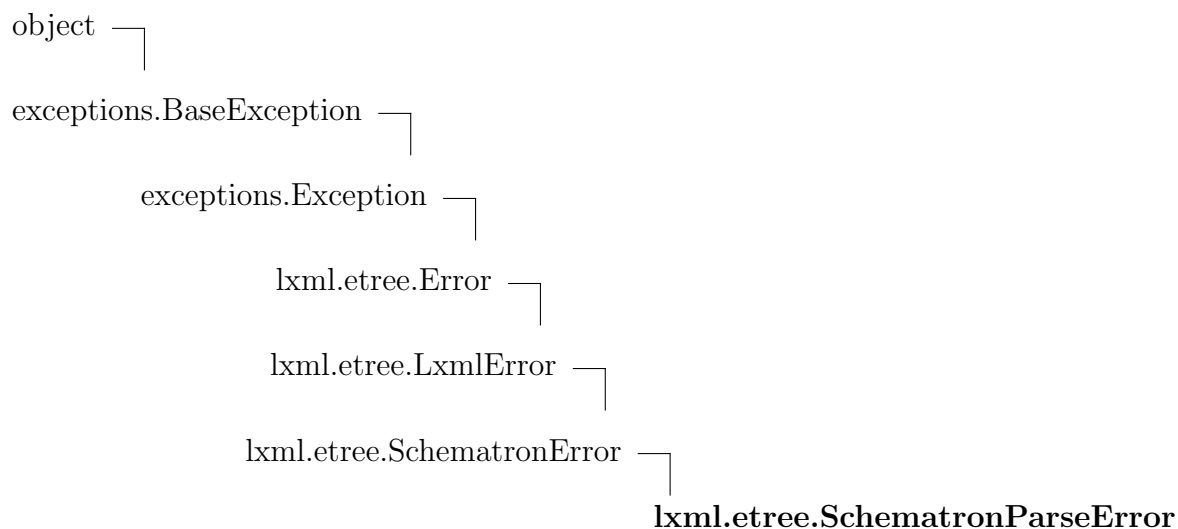 object
exceptions.BaseException
exceptions.Exception
lxml.etree.Error
lxml.etree.LxmlError
lxml.etree.SchematronError
lxml.etree.SchematronParseError